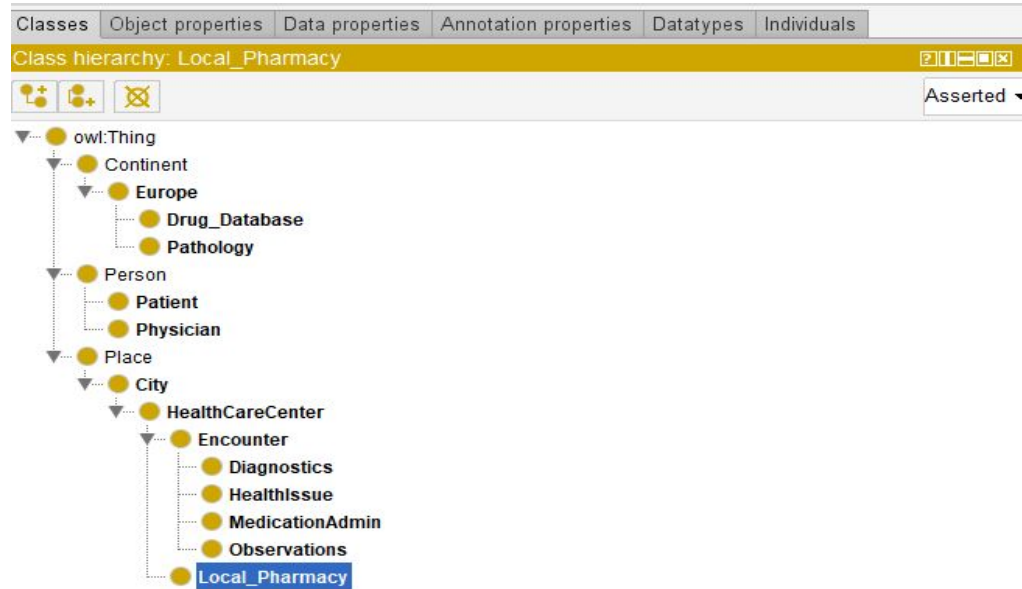 Classes Object properties Data properties Annotation properties Datatypes Individuals
Class hierarchy: Local_Pharmacy
Asserted
owl:Thing
Continent
Europe
Drug_Database
Pathology
Person
Patient
Physician
Place
City
HealthCareCenter
Encounter
Diagnostics
HealthIssue
MedicationAdmin
Observations
Local_Pharmacy